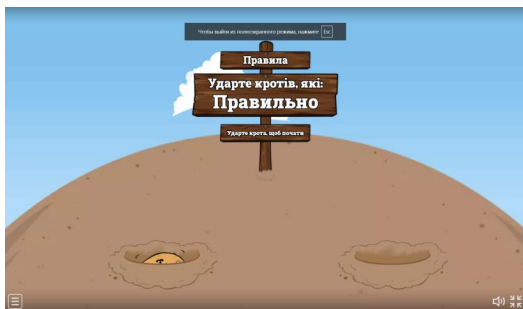 Чтобы выйти из полноэкранного режима, нажмите Esc
Правила
Ударте кротів, які:
Правильно
Ударте крота, щоб почати